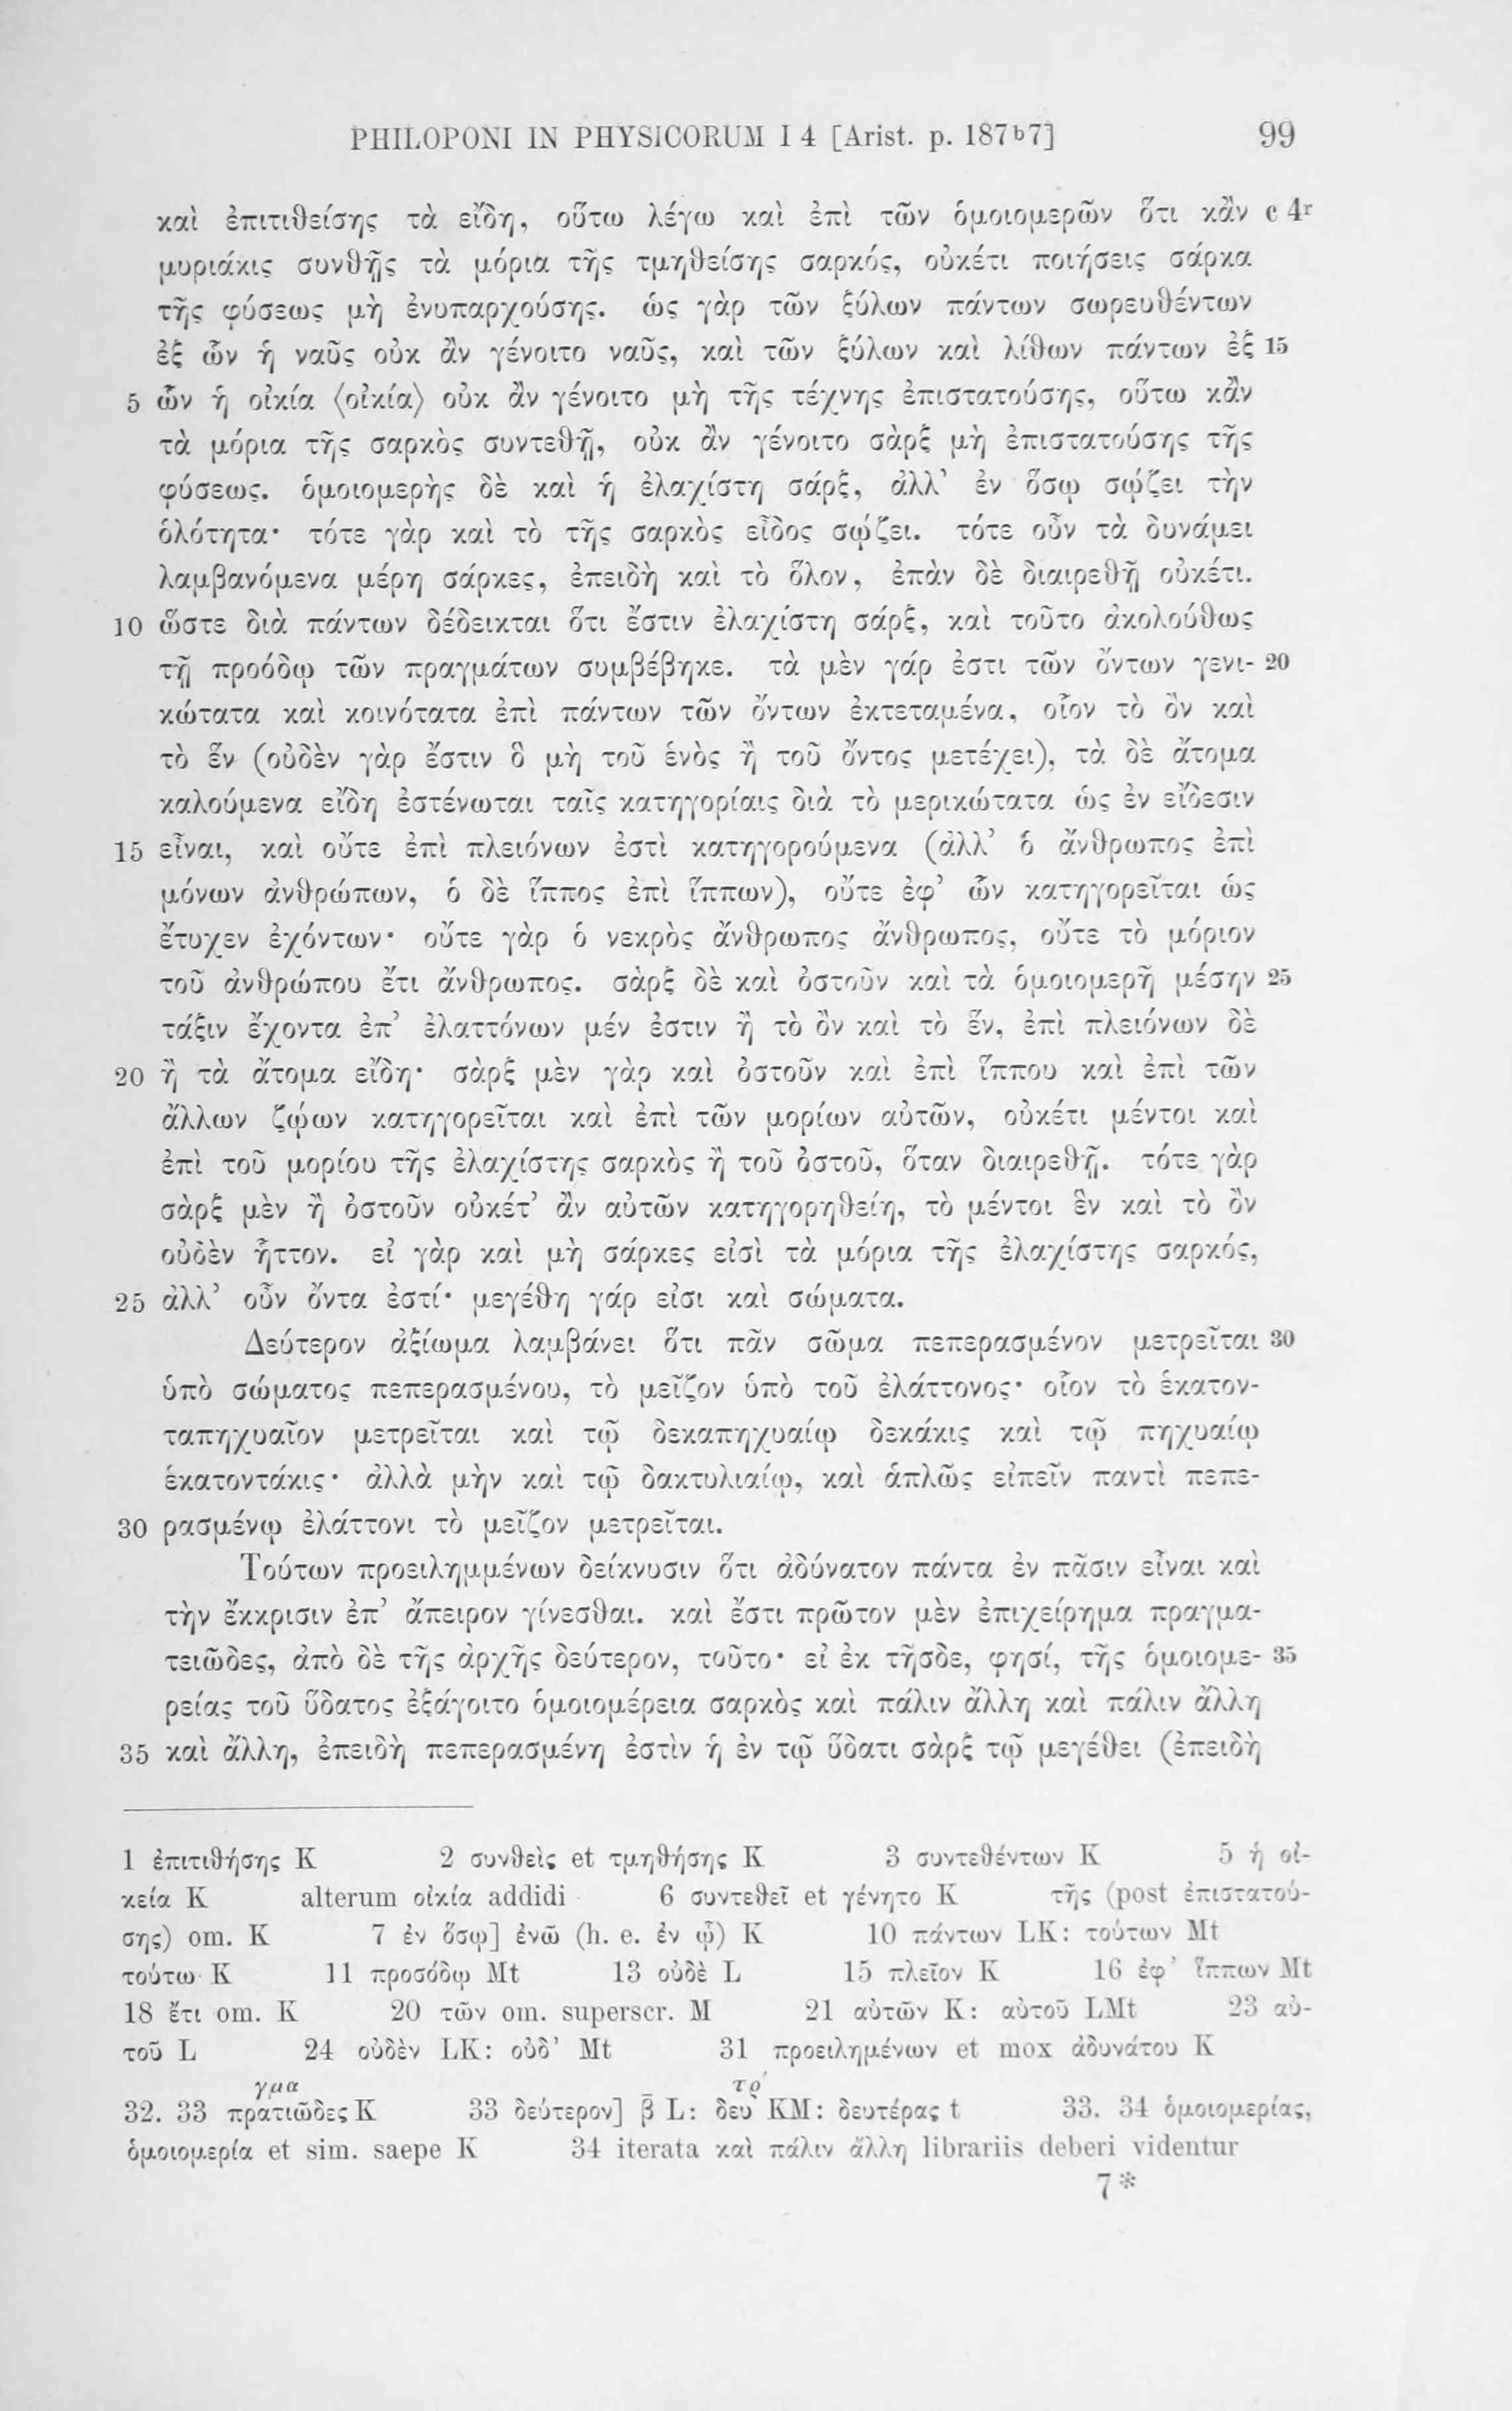 PHILOPONI IN PHYSICORUM I 4 [Arist. p. 187ᵇ7] 99
καὶ ἐπιτιθείσης τὰ εἴδη, οὕτω λέγω καὶ ἐπὶ τῶν ὁμοιομερῶν ὅτι κἂν c 4ʳ
μυριάκις συνθῇς τὰ μόρια τῆς τμηθείσης σαρκός, οὐκέτι ποιήσεις σάρκα
τῆς φύσεως μὴ ἐνυπαρχούσης. ὡς γὰρ τῶν ξύλων πάντων σωρευθέντων
ἐξ ὧν ἡ ναῦς οὐκ ἂν γένοιτο ναῦς, καὶ τῶν ξύλων καὶ λίθων πάντων ἐξ 15
5 ὧν ἡ οἰκία ⟨οἰκία⟩ οὐκ ἂν γένοιτο μὴ τῆς τέχνης ἐπιστατούσης, οὕτω κἂν
τὰ μόρια τῆς σαρκὸς συντεθῇ, οὐκ ἂν γένοιτο σὰρξ μὴ ἐπιστατούσης τῆς
φύσεως. ὁμοιομερὴς δὲ καὶ ἡ ἐλαχίστη σάρξ, ἀλλ’ ἐν ὅσῳ σῴζει τὴν
ὁλότητα· τότε γὰρ καὶ τὸ τῆς σαρκὸς εἶδος σῴζει. τότε οὖν τὰ δυνάμει
λαμβανόμενα μέρη σάρκες, ἐπειδὴ καὶ τὸ ὅλον, ἐπὰν δὲ διαιρεθῇ οὐκέτι.
10 ὥστε διὰ πάντων δέδεικται ὅτι ἔστιν ἐλαχίστη σάρξ, καὶ τοῦτο ἀκολούθως
τῇ προόδῳ τῶν πραγμάτων συμβέβηκε. τὰ μὲν γάρ ἐστι τῶν ὄντων γενι- 20
κώτατα καὶ κοινότατα ἐπὶ πάντων τῶν ὄντων ἐκτεταμένα, οἷον τὸ ὂν καὶ
τὸ ἕν (οὐδὲν γὰρ ἔστιν ὃ μὴ τοῦ ἑνὸς ἢ τοῦ ὄντος μετέχει), τὰ δὲ ἄτομα
καλούμενα εἴδη ἐστένωται ταῖς κατηγορίαις διὰ τὸ μερικώτατα ὡς ἐν εἴδεσιν
15 εἶναι, καὶ οὔτε ἐπὶ πλειόνων ἐστὶ κατηγορούμενα (ἀλλ’ ὁ ἄνθρωπος ἐπὶ
μόνων ἀνθρώπων, ὁ δὲ ἵππος ἐπὶ ἵππων), οὔτε ἐφ’ ὧν κατηγορεῖται ὡς
ἔτυχεν ἐχόντων· οὔτε γὰρ ὁ νεκρὸς ἄνθρωπος ἄνθρωπος, οὔτε τὸ μόριον
τοῦ ἀνθρώπου ἔτι ἄνθρωπος. σὰρξ δὲ καὶ ὀστοῦν καὶ τὰ ὁμοιομερῆ μέσην 25
τάξιν ἔχοντα ἐπ’ ἐλαττόνων μέν ἐστιν ἢ τὸ ὂν καὶ τὸ ἕν, ἐπὶ πλειόνων δὲ
20 ἢ τὰ ἄτομα εἴδη· σὰρξ μὲν γὰρ καὶ ὀστοῦν καὶ ἐπὶ ἵππου καὶ ἐπὶ τῶν
ἄλλων ζῴων κατηγορεῖται καὶ ἐπὶ τῶν μορίων αὐτῶν, οὐκέτι μέντοι καὶ
ἐπὶ τοῦ μορίου τῆς ἐλαχίστης σαρκὸς ἢ τοῦ ὀστοῦ, ὅταν διαιρεθῇ. τότε γὰρ
σὰρξ μὲν ἢ ὀστοῦν οὐκέτ’ ἂν αὐτῶν κατηγορηθείη, τὸ μέντοι ἓν καὶ τὸ ὂν
οὐδὲν ἧττον. εἰ γὰρ καὶ μὴ σάρκες εἰσὶ τὰ μόρια τῆς ἐλαχίστης σαρκός,
25 ἀλλ’ οὖν ὄντα ἐστί· μεγέθη γάρ εἰσι καὶ σώματα.
Δεύτερον ἀξίωμα λαμβάνει ὅτι πᾶν σῶμα πεπερασμένον μετρεῖται 30
ὑπὸ σώματος πεπερασμένου, τὸ μεῖζον ὑπὸ τοῦ ἐλάττονος· οἷον τὸ ἑκατον-
ταπηχυαῖον μετρεῖται καὶ τῷ δεκαπηχυαίῳ δεκάκις καὶ τῷ πηχυαίῳ
ἑκατοντάκις· ἀλλὰ μὴν καὶ τῷ δακτυλιαίῳ, καὶ ἁπλῶς εἰπεῖν παντὶ πεπε-
30 ρασμένῳ ἐλάττονι τὸ μεῖζον μετρεῖται.
Τούτων προειλημμένων δείκνυσιν ὅτι ἀδύνατον πάντα ἐν πᾶσιν εἶναι καὶ
τὴν ἔκκρισιν ἐπ’ ἄπειρον γίνεσθαι. καὶ ἔστι πρῶτον μὲν ἐπιχείρημα πραγμα-
τειῶδες, ἀπὸ δὲ τῆς ἀρχῆς δεύτερον, τοῦτο· εἰ ἐκ τῆσδε, φησί, τῆς ὁμοιομε- 35
ρείας τοῦ ὕδατος ἐξάγοιτο ὁμοιομέρεια σαρκὸς καὶ πάλιν ἄλλη καὶ πάλιν ἄλλη
35 καὶ ἄλλη, ἐπειδὴ πεπερασμένη ἐστὶν ἡ ἐν τῷ ὕδατι σὰρξ τῷ μεγέθει (ἐπειδὴ
1 ἐπιτιθήσης K 2 συνθεὶς et τμηθήσης K 3 συντεθέντων K 5 ἡ οἰ-
κεία K alterum οἰκία addidi 6 συντεθεῖ et γένητο K τῆς (post ἐπιστατού-
σης) om. K 7 ἐν ὅσῳ] ἐνῶ (h. e. ἐν ᾧ) K 10 πάντων LK: τούτων Mt
τούτω K 11 προσόδῳ Mt 13 οὐδὲ L 15 πλεῖον K 16 ἐφ’ ἵππων Mt
18 ἔτι om. K 20 τῶν om. superscr. M 21 αὐτῶν K: αὐτοῦ LMt 23 αὐ-
τοῦ L 24 οὐδὲν LK: οὐδ’ Mt 31 προειλημένων et mox ἀδυνάτου K
γμα τρ
32. 33 πρατιῶδες K 33 δεύτερον] β̄ L: δευ KM: δευτέρας t 33. 34 ὁμοιομερίας,
ὁμοιομερία et sim. saepe K 34 iterata καὶ πάλιν ἄλλη librariis deberi videntur
7*